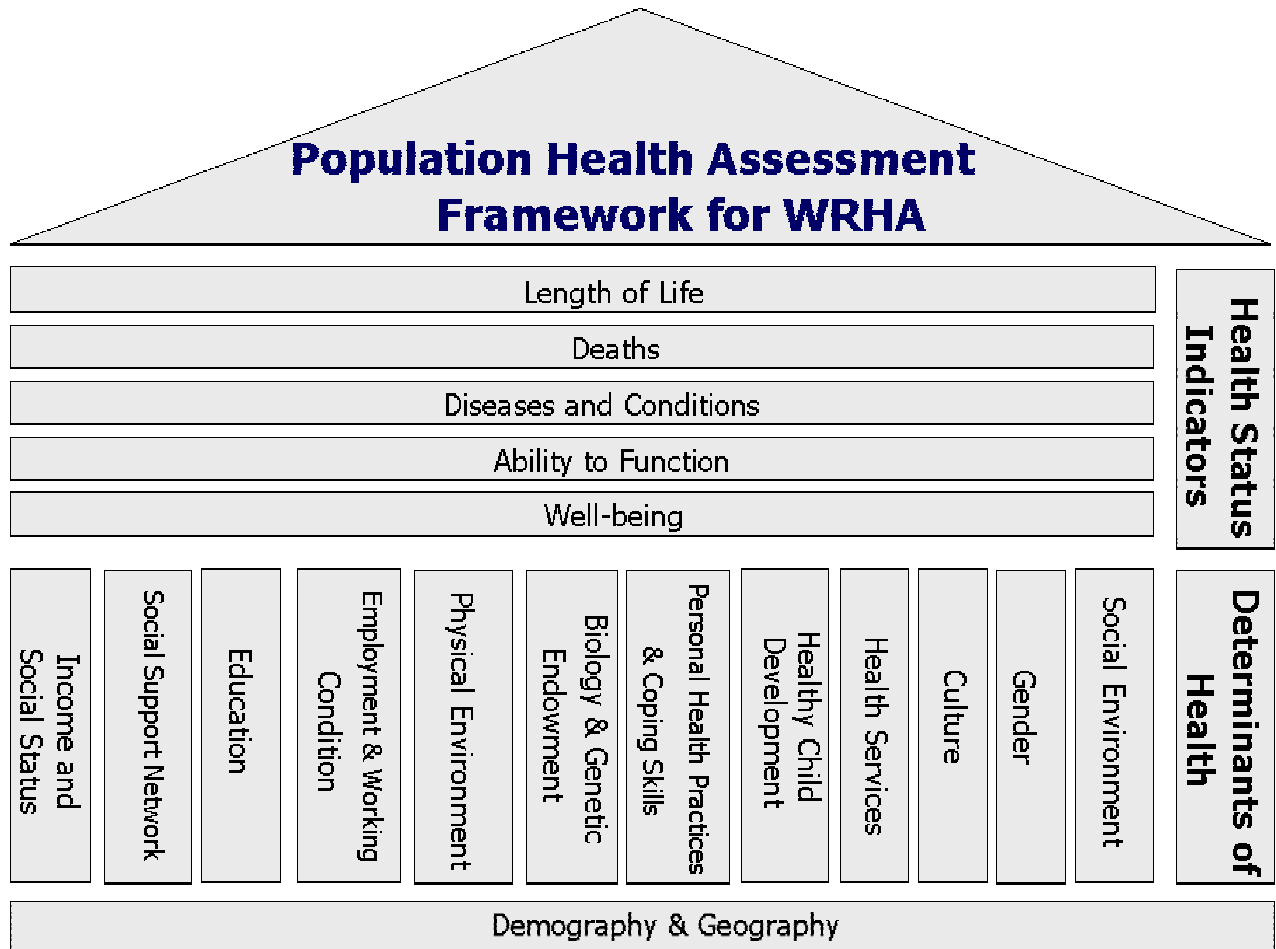 Population Health Assessment
Framework for WRHA
Length of Life
Deaths
Diseases and Conditions
Ability to Function
Well-being
Health Status
Indicators
Income and
Social Status
Social Support Network
Education
Employment & Working
Condition
Physical Environment
Biology & Genetic
Endowment
Personal Health Practices
& Coping Skills
Healthy Child
Development
Health Services
Culture
Gender
Social Environment
Determinants of
Health
Demography & Geography